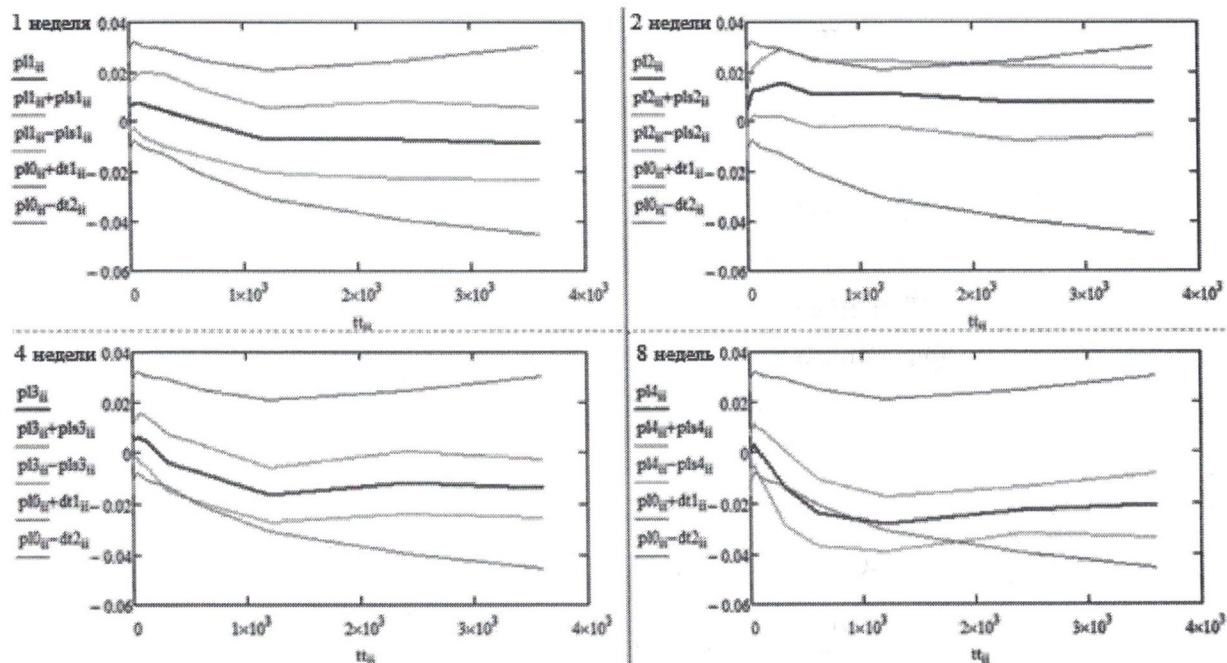 1 неделя
0.04
pl1ii
0.02
pl1ii+pls1ii
0
pl1ii−pls1ii
pl0ii+dt1ii
−0.02
pl0ii−dt2ii
−0.04
−0.06
0 1×10³ 2×10³ 3×10³ 4×10³
ttii
2 недели
0.04
pl2ii
0.02
pl2ii+pls2ii
0
pl2ii−pls2ii
pl0ii+dt1ii
−0.02
pl0ii−dt2ii
−0.04
−0.06
0 1×10³ 2×10³ 3×10³ 4×10³
ttii
4 недели
0.04
pl3ii
0.02
pl3ii+pls3ii
0
pl3ii−pls3ii
pl0ii+dt1ii
−0.02
pl0ii−dt2ii
−0.04
−0.06
0 1×10³ 2×10³ 3×10³ 4×10³
ttii
8 недель
0.04
pl4ii
0.02
pl4ii+pls4ii
0
pl4ii−pls4ii
pl0ii+dt1ii
−0.02
pl0ii−dt2ii
−0.04
−0.06
0 1×10³ 2×10³ 3×10³ 4×10³
ttii